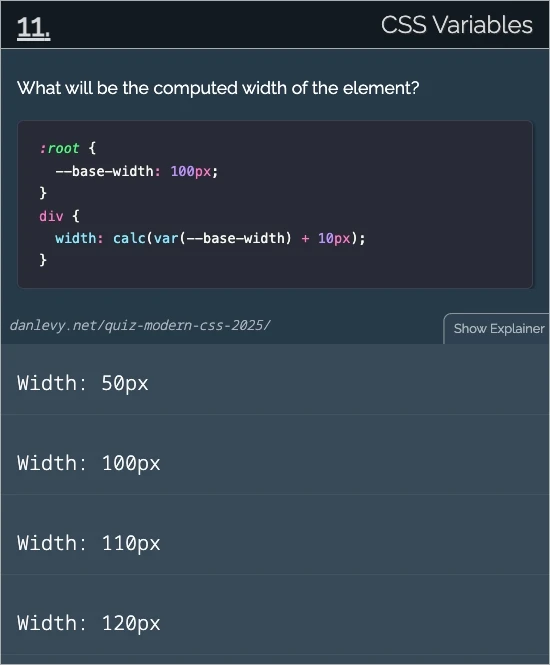 11.
CSS Variables
What will be the computed width of the element?
:root {
  --base-width: 100px;
}
div {
  width: calc(var(--base-width) + 10px);
}
danlevy.net/quiz-modern-css-2025/
Show Explainer
Width: 50px
Width: 100px
Width: 110px
Width: 120px